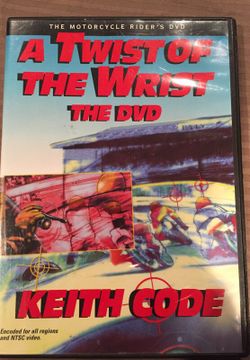 THE MOTORCYCLE RIDER'S DVD
A TWIST OF
THE WRIST
THE DVD
KEITH CODE
Encoded for all regions
and NTSC video.